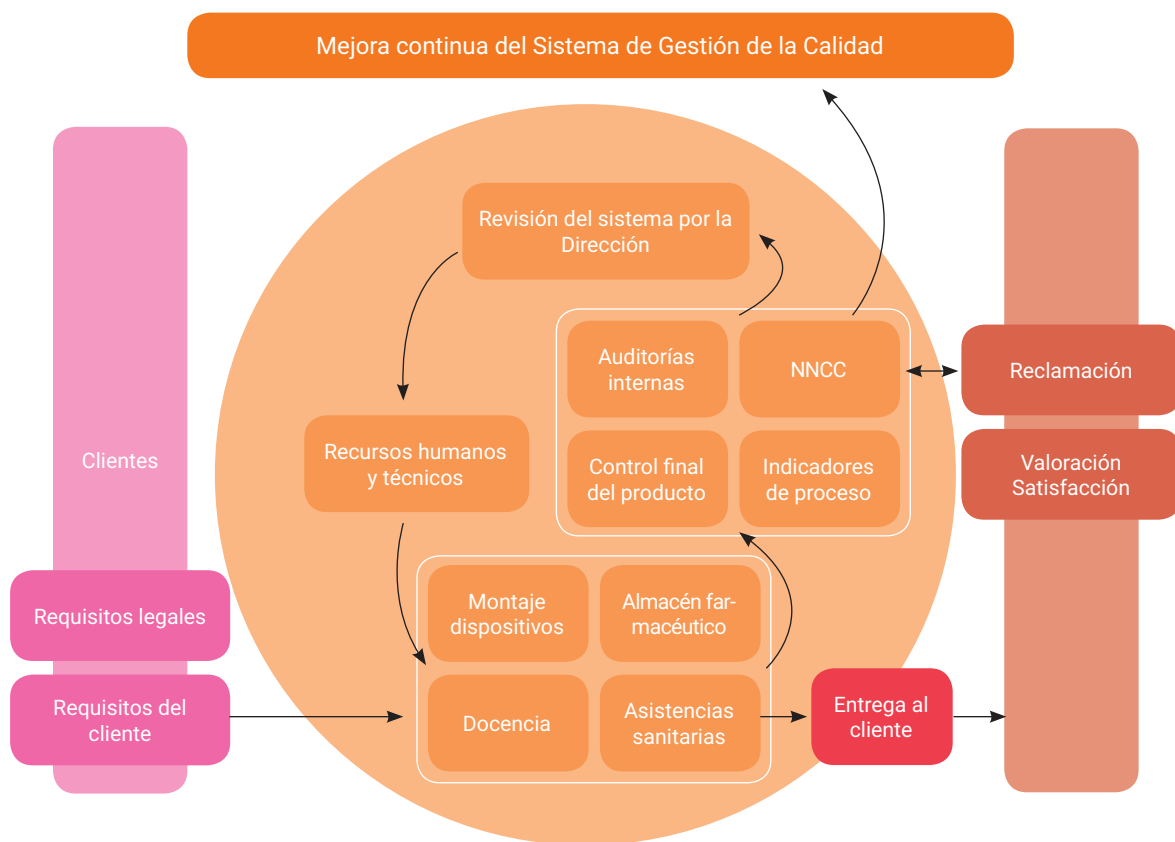 Mejora continua del Sistema de Gestión de la Calidad
Revisión del sistema por la
Dirección
Auditorías
internas
NNCC
Reclamación
Clientes
Recursos humanos
y técnicos
Control final
del producto
Indicadores
de proceso
Valoración
Satisfacción
Requisitos legales
Montaje
dispositivos
Almacén far-
macéutico
Requisitos del
cliente
Docencia
Asistencias
sanitarias
Entrega al
cliente